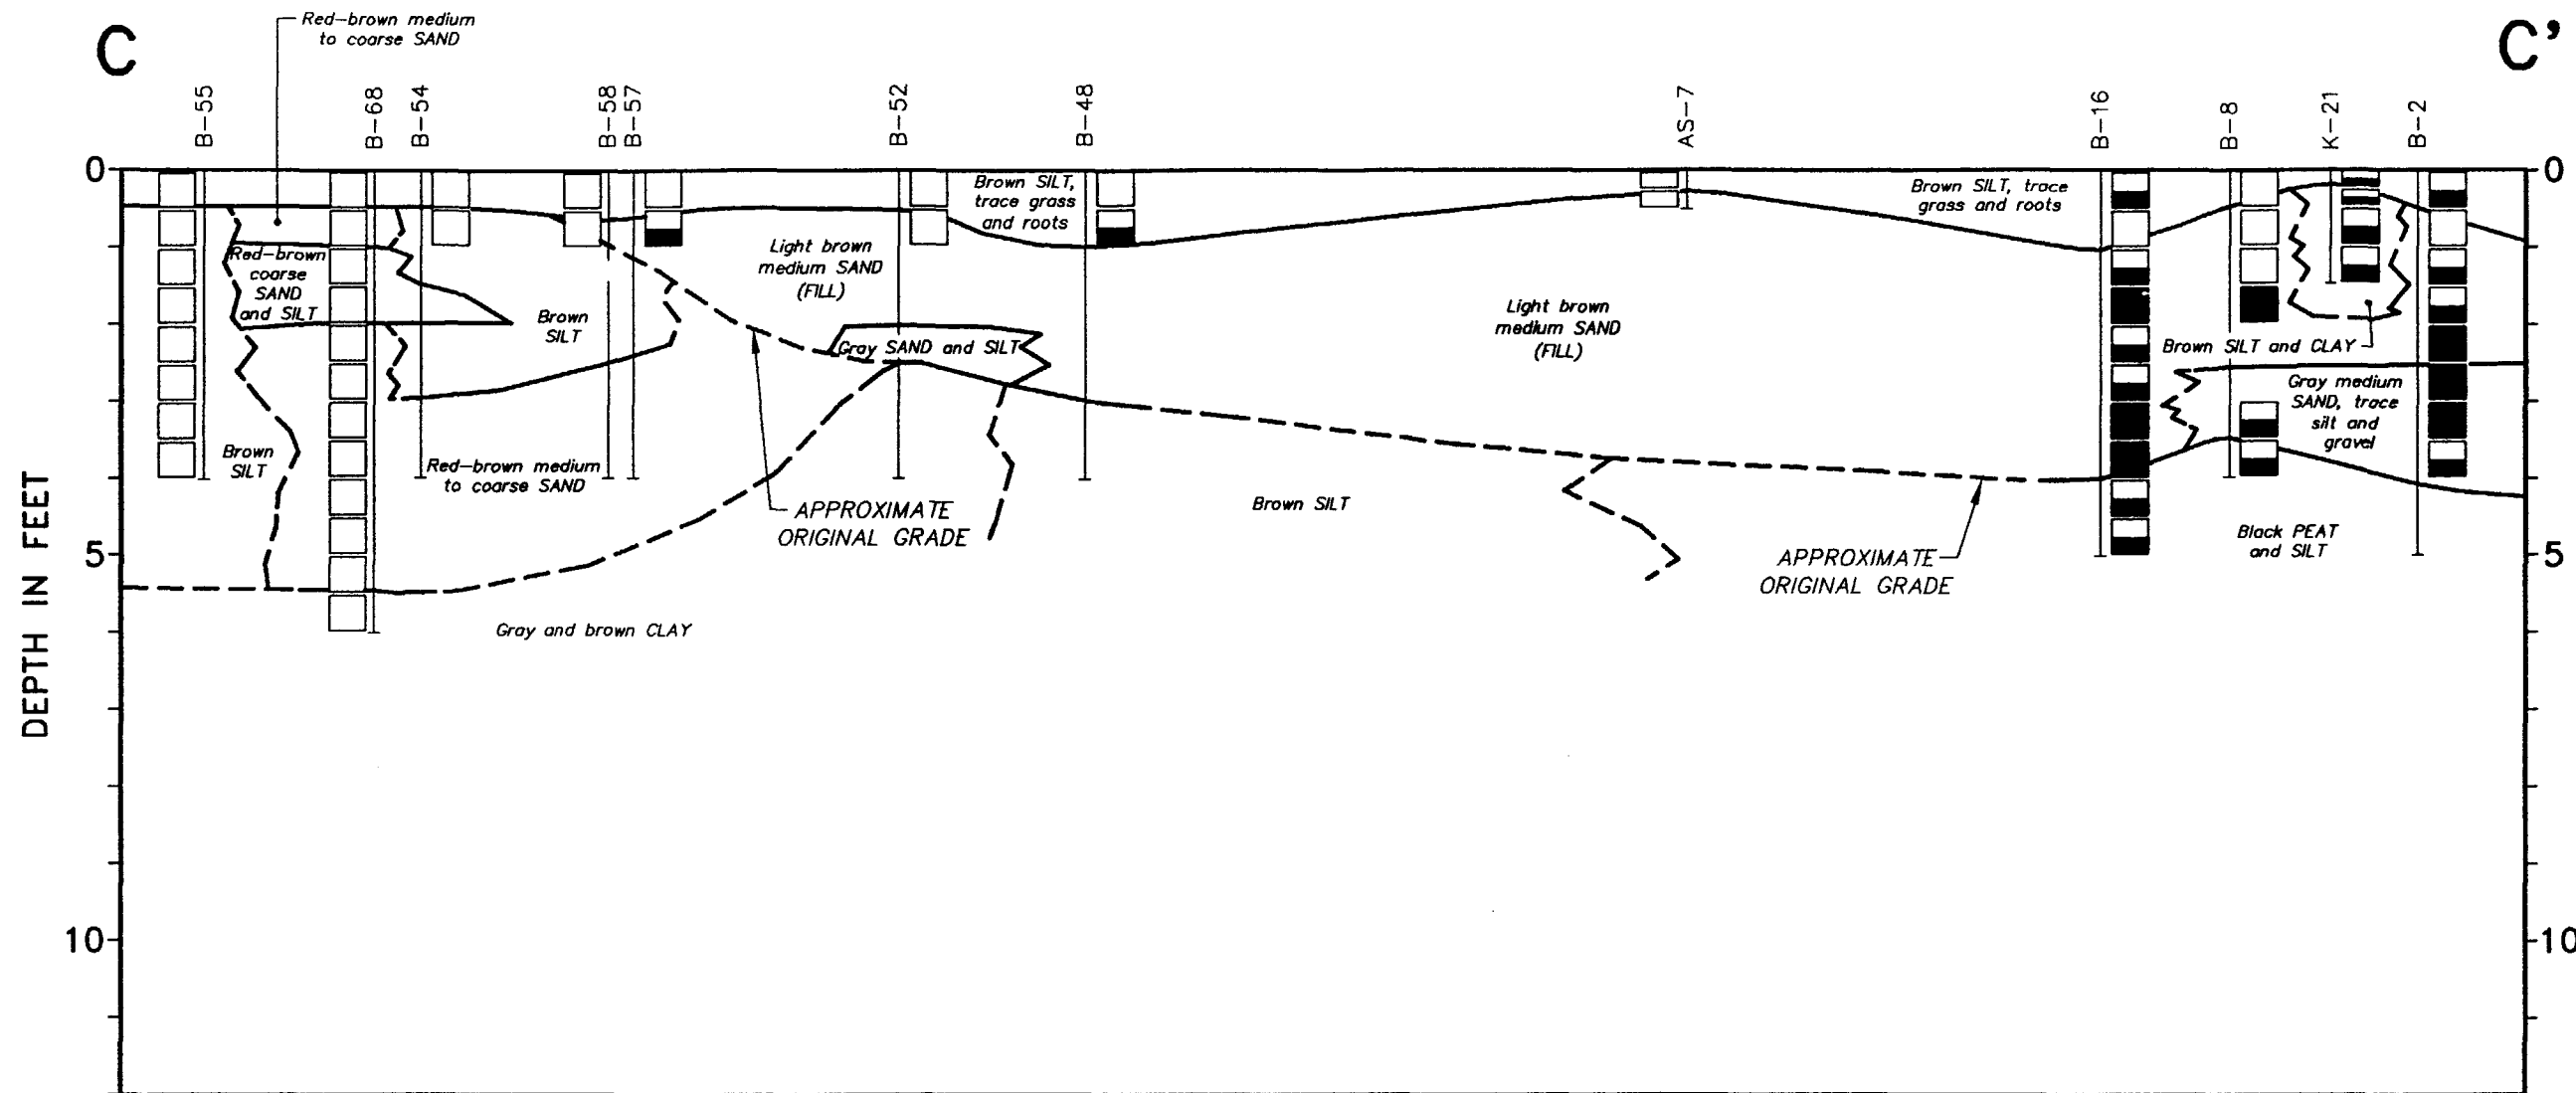 Red-brown medium
to coarse SAND
C
C'
B-55
B-68
B-54
B-58
B-57
B-52
B-48
AS-7
B-16
B-8
K-21
B-2
0
0
Brown SILT,
trace grass
and roots
Brown SILT, trace
grass and roots
Red-brown
coarse
SAND
and SILT
Light brown
medium SAND
(FILL)
Brown
SILT
Light brown
medium SAND
(FILL)
Gray SAND and SILT
Brown SILT and CLAY
Gray medium
SAND, trace
silt and
gravel
Brown
SILT
Red-brown medium
to coarse SAND
APPROXIMATE
ORIGINAL GRADE
Brown SILT
APPROXIMATE
ORIGINAL GRADE
Black PEAT
and SILT
5
5
Gray and brown CLAY
DEPTH IN FEET
10
10